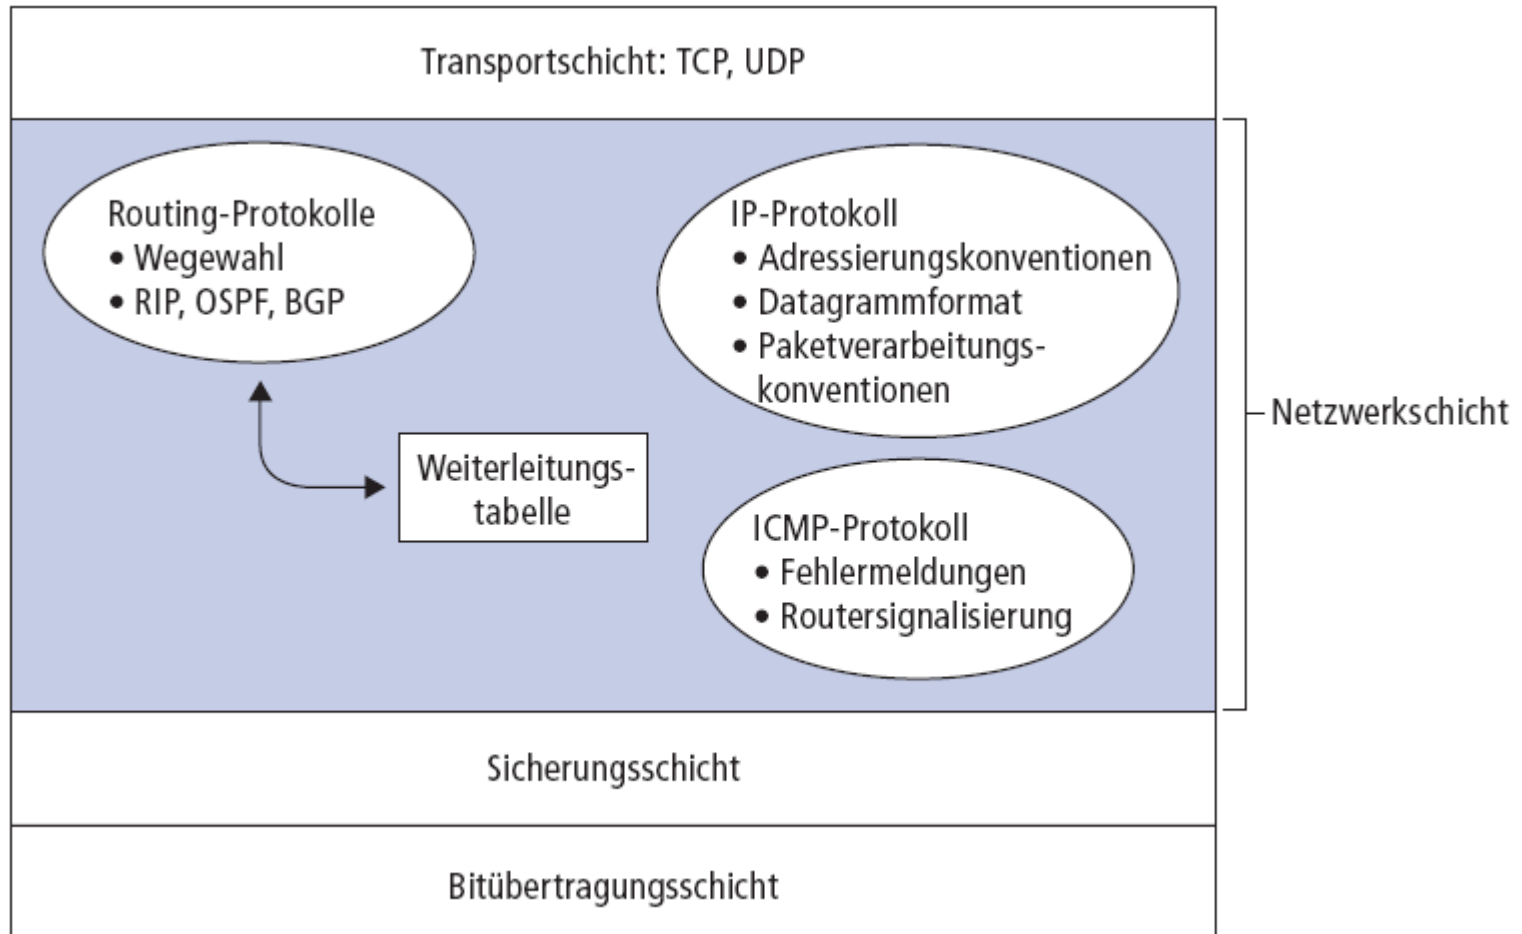 Transportschicht: TCP, UDP
Routing-Protokolle
• Wegewahl
• RIP, OSPF, BGP
Weiterleitungs-
tabelle
IP-Protokoll
• Adressierungskonventionen
• Datagrammformat
• Paketverarbeitungs-
konventionen
ICMP-Protokoll
• Fehlermeldungen
• Routersignalisierung
Netzwerkschicht
Sicherungsschicht
Bitübertragungsschicht